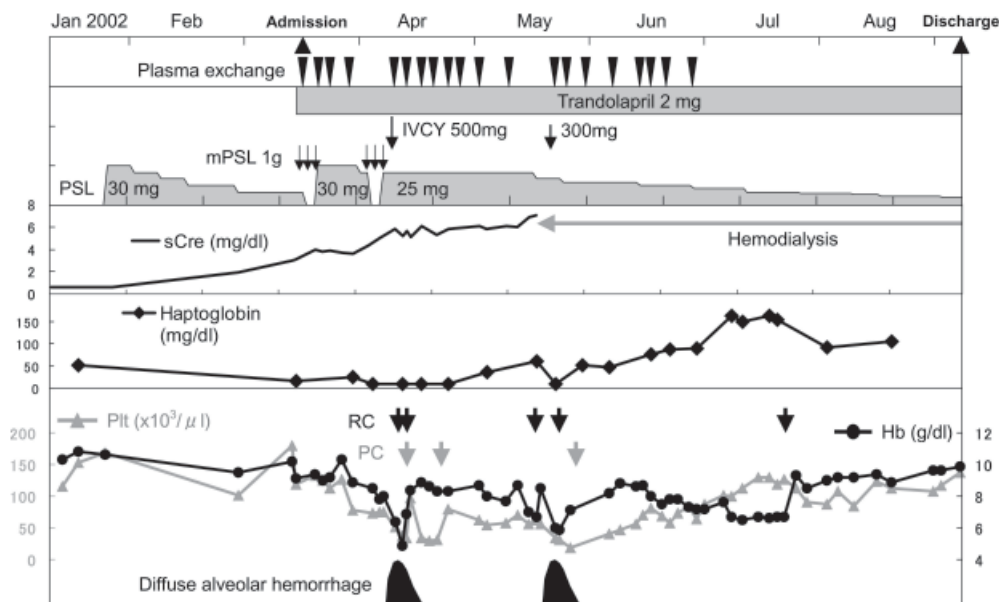 Jan 2002 Feb Admission Apr May Jun Jul Aug Discharge
Plasma exchange
Trandolapril 2 mg
IVCY 500mg 300mg
mPSL 1g
PSL 30 mg 30 mg 25 mg
8
6
4
2
0
sCre (mg/dl)
Hemodialysis
150
100
50
0
Haptoglobin
(mg/dl)
RC
Plt (x10³/μl)
PC
Hb (g/dl)
200
150
100
50
0
12
10
8
6
4
Diffuse alveolar hemorrhage